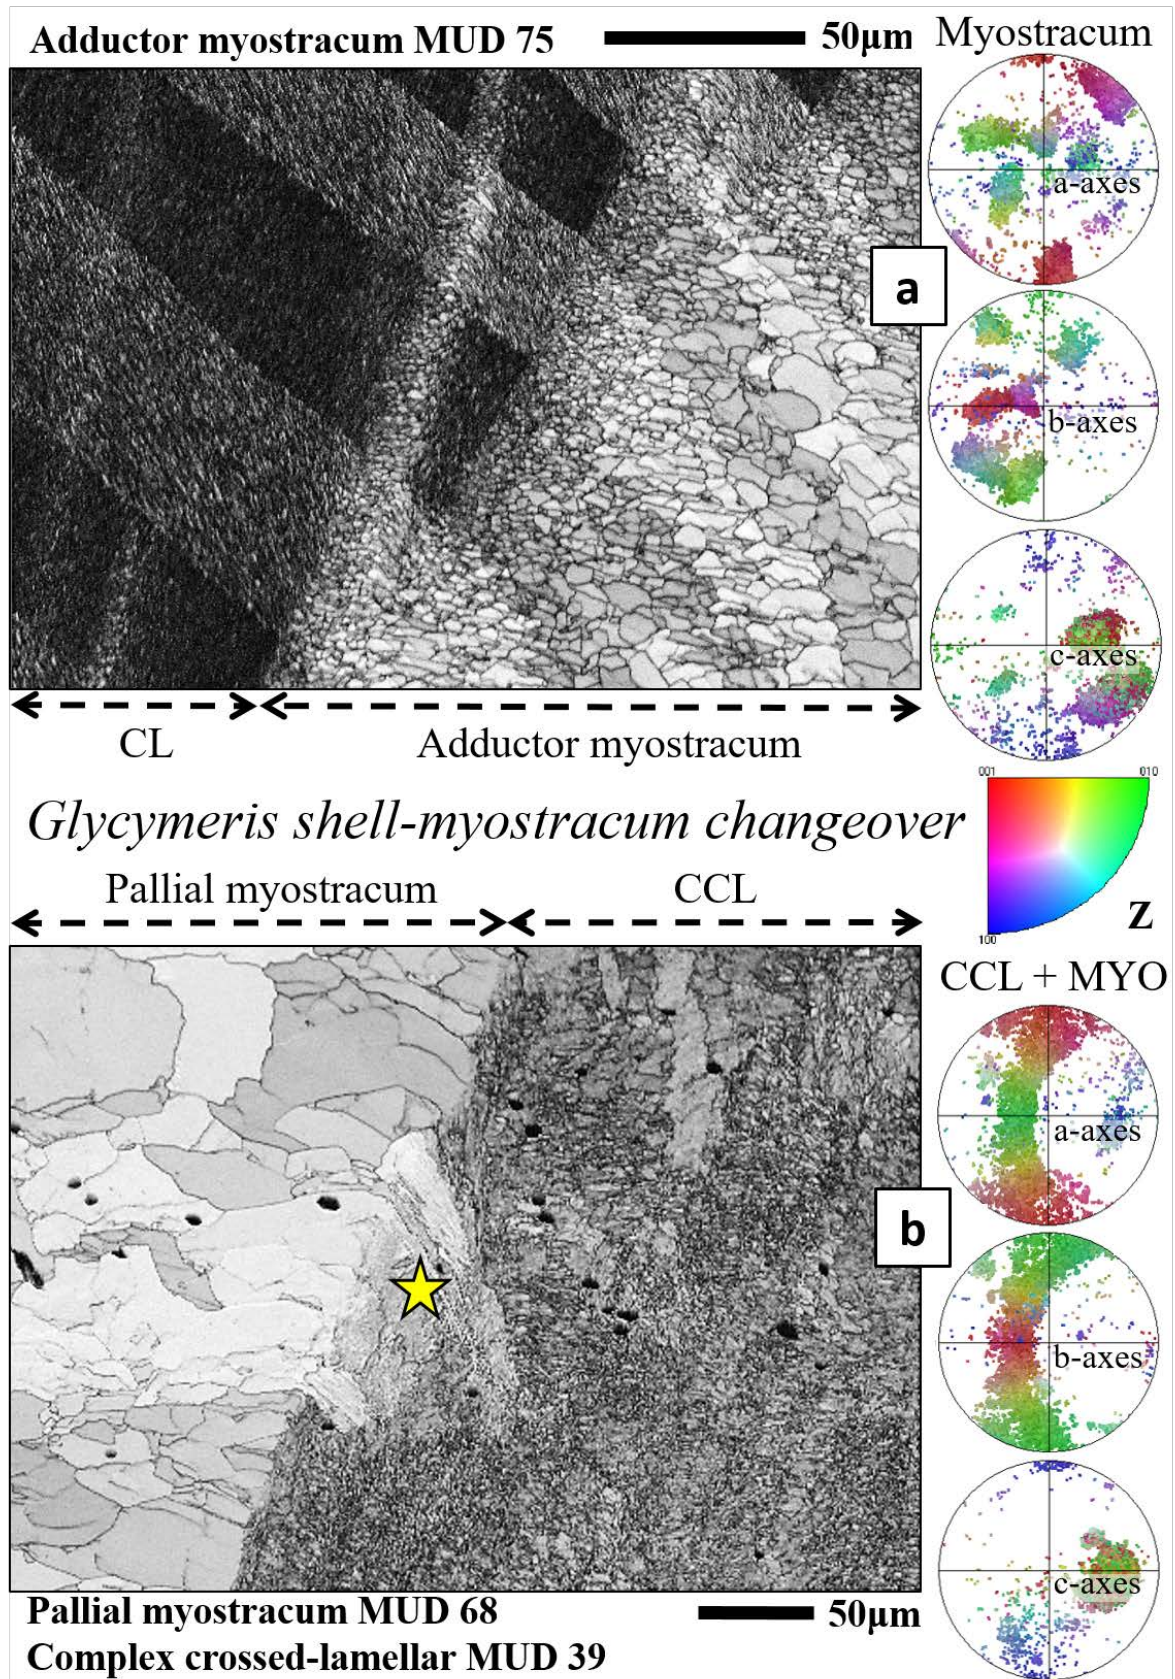 Adductor myostracum MUD 75
50μm
Myostracum
a-axes
a
b-axes
c-axes
CL
Adductor myostracum
001
010
Glycymeris shell-myostracum changeover
Pallial myostracum
CCL
100
Z
CCL + MYO
a-axes
b
b-axes
c-axes
Pallial myostracum MUD 68
50μm
Complex crossed-lamellar MUD 39